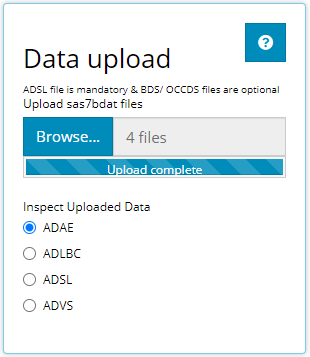 ?
Data upload
ADSL file is mandatory & BDS/ OCCDS files are optional
Upload sas7bdat files
Browse... 4 files
Upload complete
Inspect Uploaded Data
ADAE
ADLBC
ADSL
ADVS